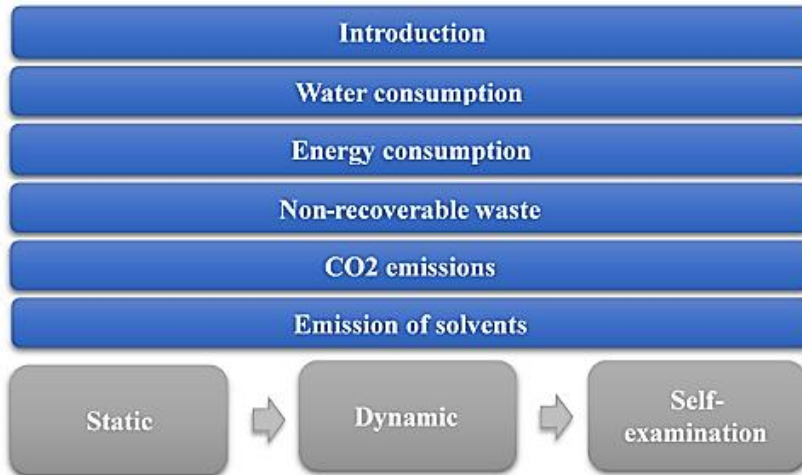 Introduction
Water consumption
Energy consumption
Non-recoverable waste
CO2 emissions
Emission of solvents
Static
Dynamic
Self-
examination